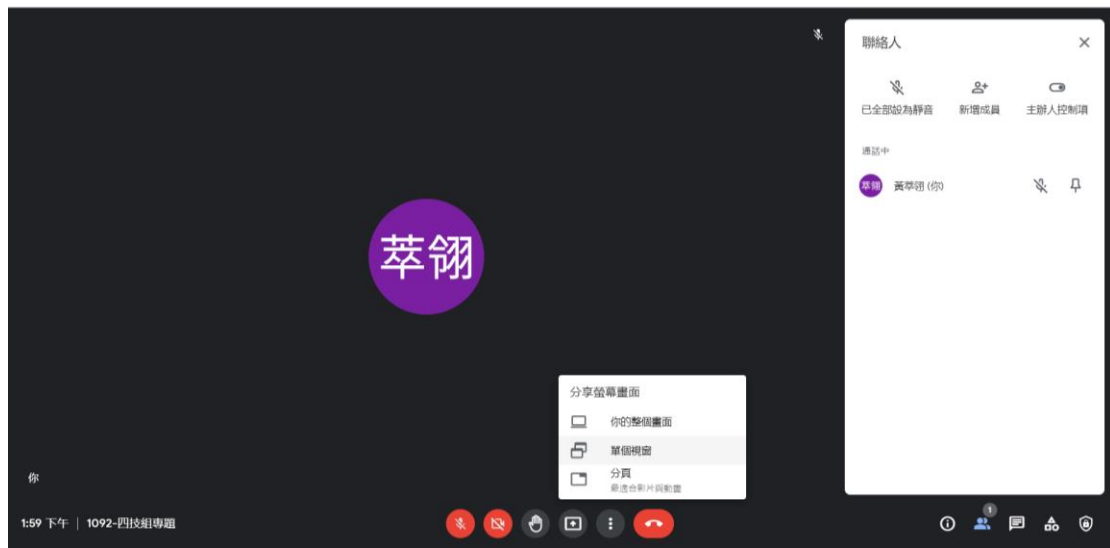 聯絡人
已全部設為靜音 新增成員 主辦人控制項
通話中
萃翎 黃萃翎 (你)
萃翎
分享螢幕畫面
你的整個畫面
單個視窗
分頁
最適合影片與動畫
你
1:59 下午 | 1092-四技組專題
1